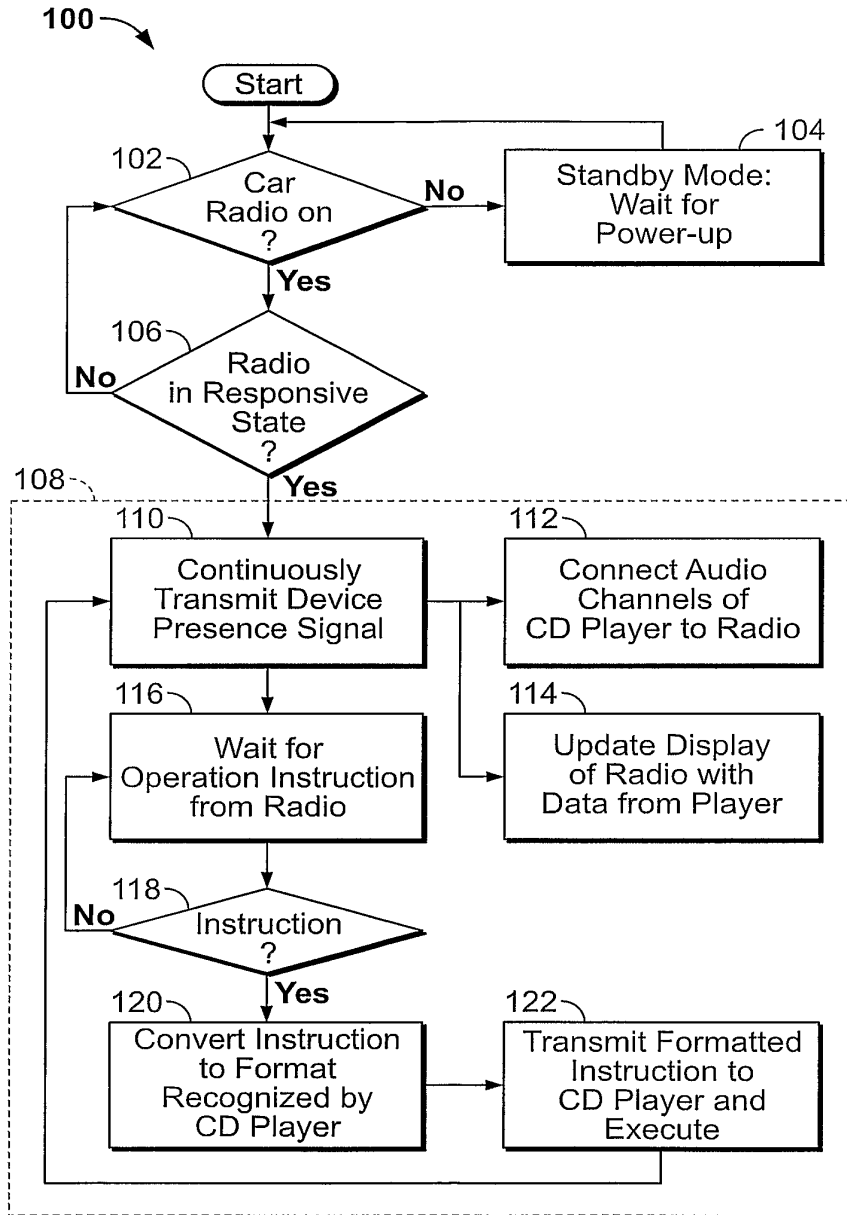 100
Start
102
Car
Radio on
?
No
104
Standby Mode:
Wait for
Power-up
Yes
106
Radio
in Responsive
State
?
No
Yes
108
110
Continuously
Transmit Device
Presence Signal
112
Connect Audio
Channels of
CD Player to Radio
114
Update Display
of Radio with
Data from Player
116
Wait for
Operation Instruction
from Radio
118
Instruction
?
No
Yes
120
Convert Instruction
to Format
Recognized by
CD Player
122
Transmit Formatted
Instruction to
CD Player and
Execute